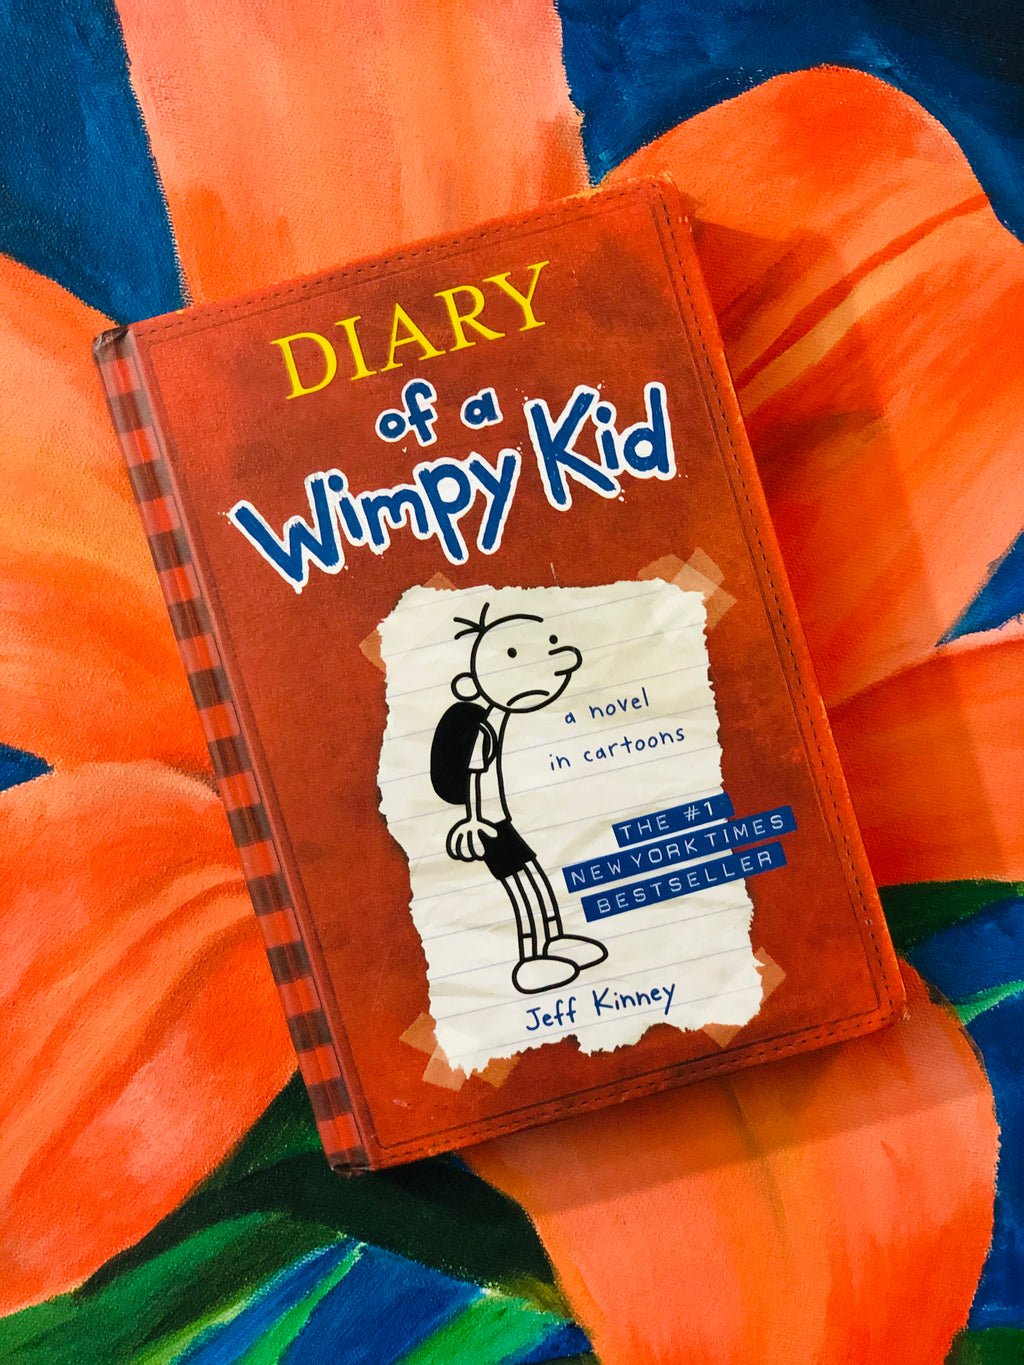 DIARY
of a
Wimpy Kid
a novel
in cartoons
THE #1
NEW YORK TIMES
BESTSELLER
Jeff Kinney